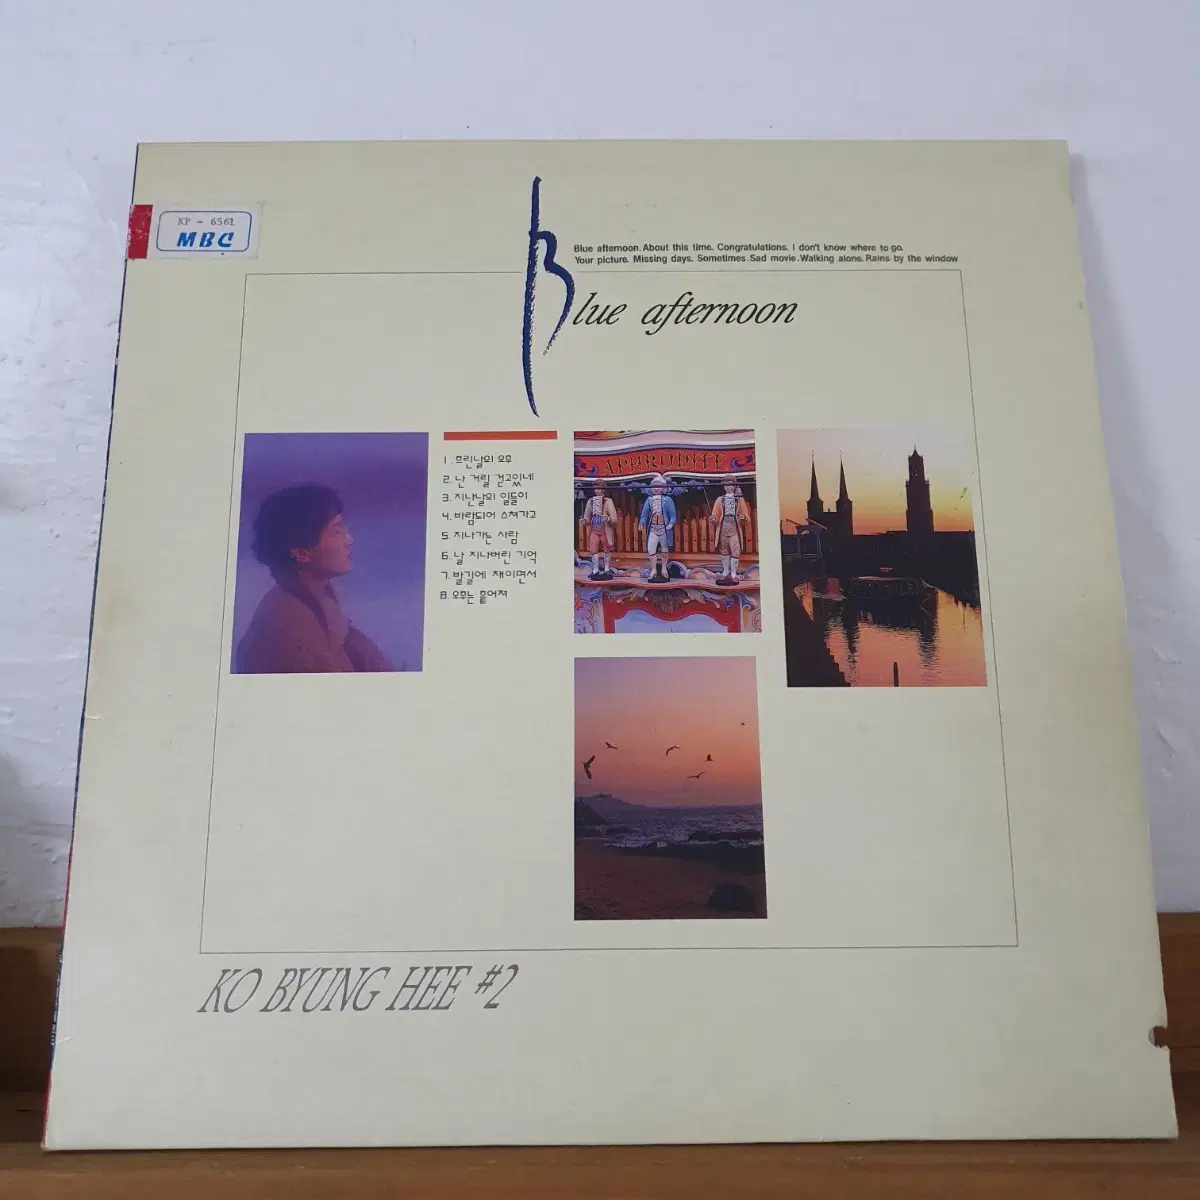 KP - 6561
MBC
Blue afternoon. About this time. Congratulations. I don't know where to go.
Your picture. Missing days. Sometimes. Sad movie. Walking alone. Rains by the window
Blue afternoon
1. 흐린날의 오후
2. 난 거릴 걷고있네
3. 지난날의 일들이
4. 바람되어 스쳐가고
5. 지나가는 사람
6. 날 지나버린 기억
7. 발길에 채이면서
8. 오후는 흩어져
APHRODITE
KO BYUNG HEE #2